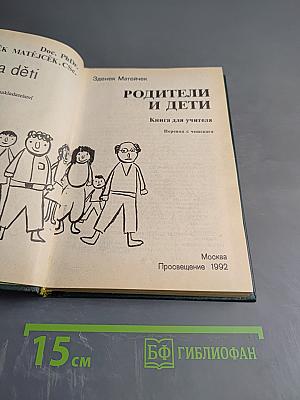 Doc. PhDr.
ĚK MATĚJČEK, CSc.
a děti
nakladatelství
Зденек Матейчек
РОДИТЕЛИ
И ДЕТИ
Книга для учителя
Перевод с чешского
Москва
Просвещение 1992
15 см
БФ ГИБЛИОФАН